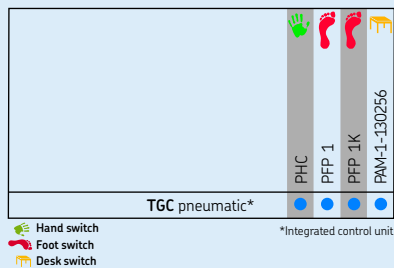 PHC
PFP 1
PFP 1K
PAM-1-130256
TGC pneumatic*
Hand switch
*Integrated control unit
Foot switch
Desk switch